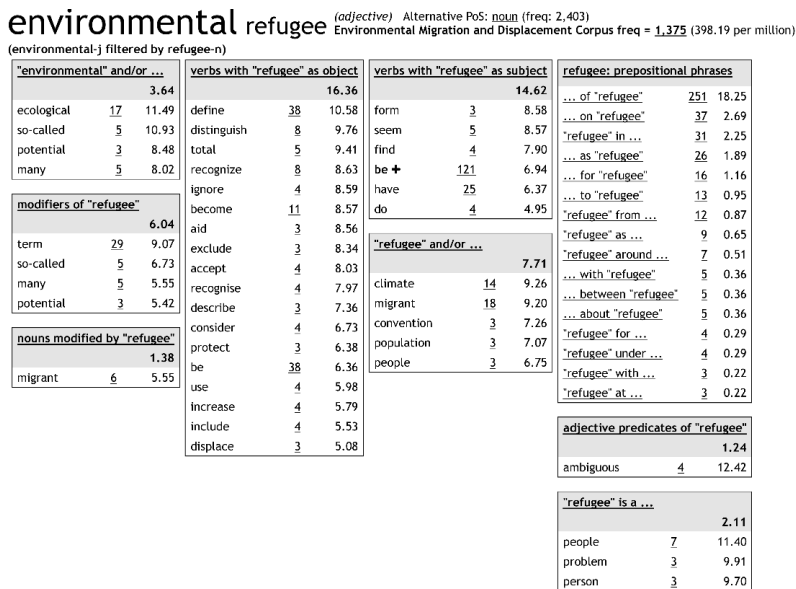 environmental refugee (adjective) Alternative PoS: noun (freq: 2,403)
Environmental Migration and Displacement Corpus freq = 1,375 (398.19 per million)
(environmental-j filtered by refugee-n)
"environmental" and/or ...
3.64
ecological 17 11.49
so-called 5 10.93
potential 3 8.48
many 5 8.02
modifiers of "refugee"
6.04
term 29 9.07
so-called 5 6.73
many 5 5.55
potential 3 5.42
nouns modified by "refugee"
1.38
migrant 6 5.55
verbs with "refugee" as object
16.36
define 38 10.58
distinguish 8 9.76
total 5 9.41
recognize 8 8.63
ignore 4 8.59
become 11 8.57
aid 3 8.56
exclude 3 8.34
accept 4 8.03
recognise 4 7.97
describe 3 7.36
consider 4 6.73
protect 3 6.38
be 38 6.36
use 4 5.98
increase 4 5.79
include 4 5.53
displace 3 5.08
verbs with "refugee" as subject
14.62
form 3 8.58
seem 5 8.57
find 4 7.90
be + 121 6.94
have 25 6.37
do 4 4.95
"refugee" and/or ...
7.71
climate 14 9.26
migrant 18 9.20
convention 3 7.26
population 3 7.07
people 3 6.75
refugee: prepositional phrases
... of "refugee" 251 18.25
... on "refugee" 37 2.69
"refugee" in ... 31 2.25
... as "refugee" 26 1.89
... for "refugee" 16 1.16
... to "refugee" 13 0.95
"refugee" from ... 12 0.87
"refugee" as ... 9 0.65
"refugee" around ... 7 0.51
... with "refugee" 5 0.36
... between "refugee" 5 0.36
... about "refugee" 5 0.36
"refugee" for ... 4 0.29
"refugee" under ... 4 0.29
"refugee" with ... 3 0.22
"refugee" at ... 3 0.22
adjective predicates of "refugee"
1.24
ambiguous 4 12.42
"refugee" is a ...
2.11
people 7 11.40
problem 3 9.91
person 3 9.70